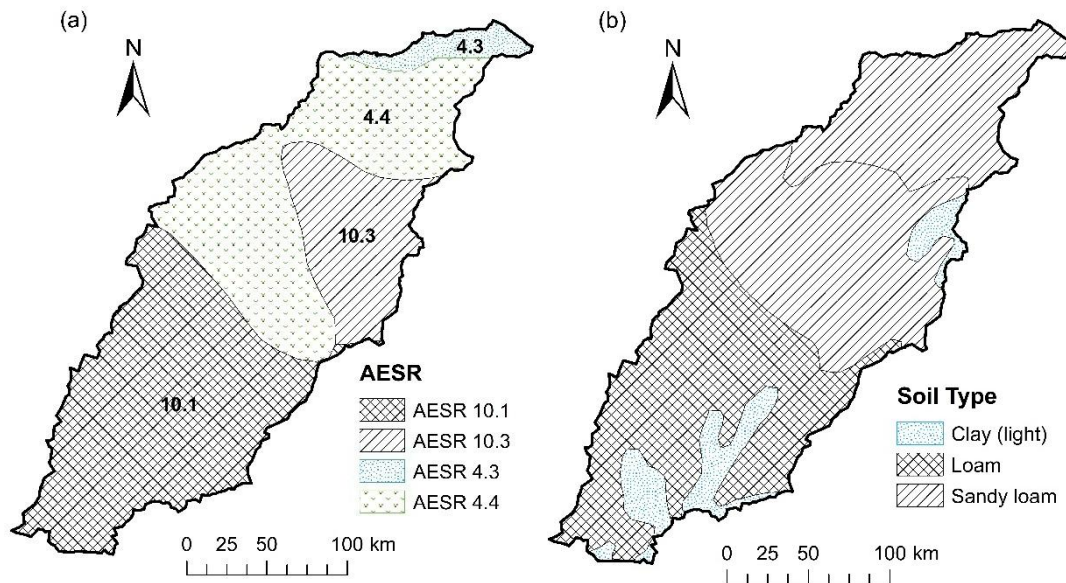 (a)
N
4.3
4.4
10.3
10.1
AESR
AESR 10.1
AESR 10.3
AESR 4.3
AESR 4.4
0 25 50 100 km
(b)
N
Soil Type
Clay (light)
Loam
Sandy loam
0 25 50 100 km